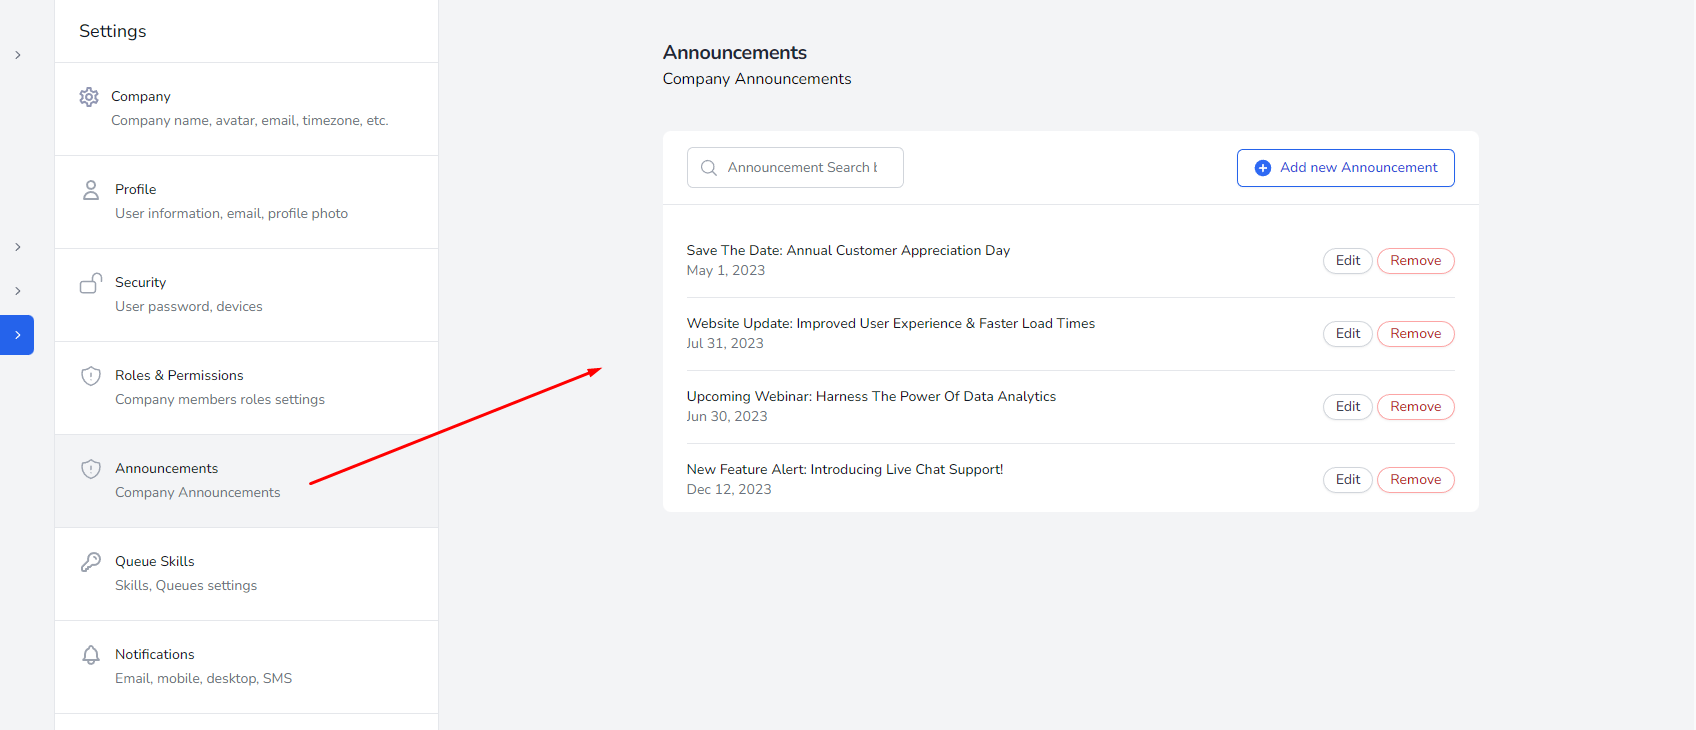 Settings
Company
Company name, avatar, email, timezone, etc.
Profile
User information, email, profile photo
Security
User password, devices
Roles & Permissions
Company members roles settings
Announcements
Company Announcements
Queue Skills
Skills, Queues settings
Notifications
Email, mobile, desktop, SMS
Announcements
Company Announcements
Announcement Search
Add new Announcement
Save The Date: Annual Customer Appreciation Day
May 1, 2023
Edit
Remove
Website Update: Improved User Experience & Faster Load Times
Jul 31, 2023
Edit
Remove
Upcoming Webinar: Harness The Power Of Data Analytics
Jun 30, 2023
Edit
Remove
New Feature Alert: Introducing Live Chat Support!
Dec 12, 2023
Edit
Remove